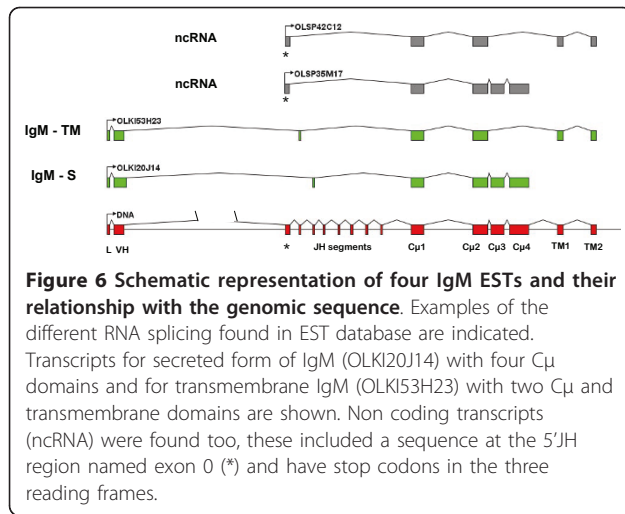 ncRNA
OLSP42C12
*
ncRNA
OLSP35M17
*
IgM - TM
OLKI53H23
IgM - S
OLKI20J14
DNA
L VH * JH segments Cµ1 Cµ2 Cµ3 Cµ4 TM1 TM2
Figure 6 Schematic representation of four IgM ESTs and their
relationship with the genomic sequence. Examples of the
different RNA splicing found in EST database are indicated.
Transcripts for secreted form of IgM (OLKI20J14) with four Cµ
domains and for transmembrane IgM (OLKI53H23) with two Cµ and
transmembrane domains are shown. Non coding transcripts
(ncRNA) were found too, these included a sequence at the 5'JH
region named exon 0 (*) and have stop codons in the three
reading frames.